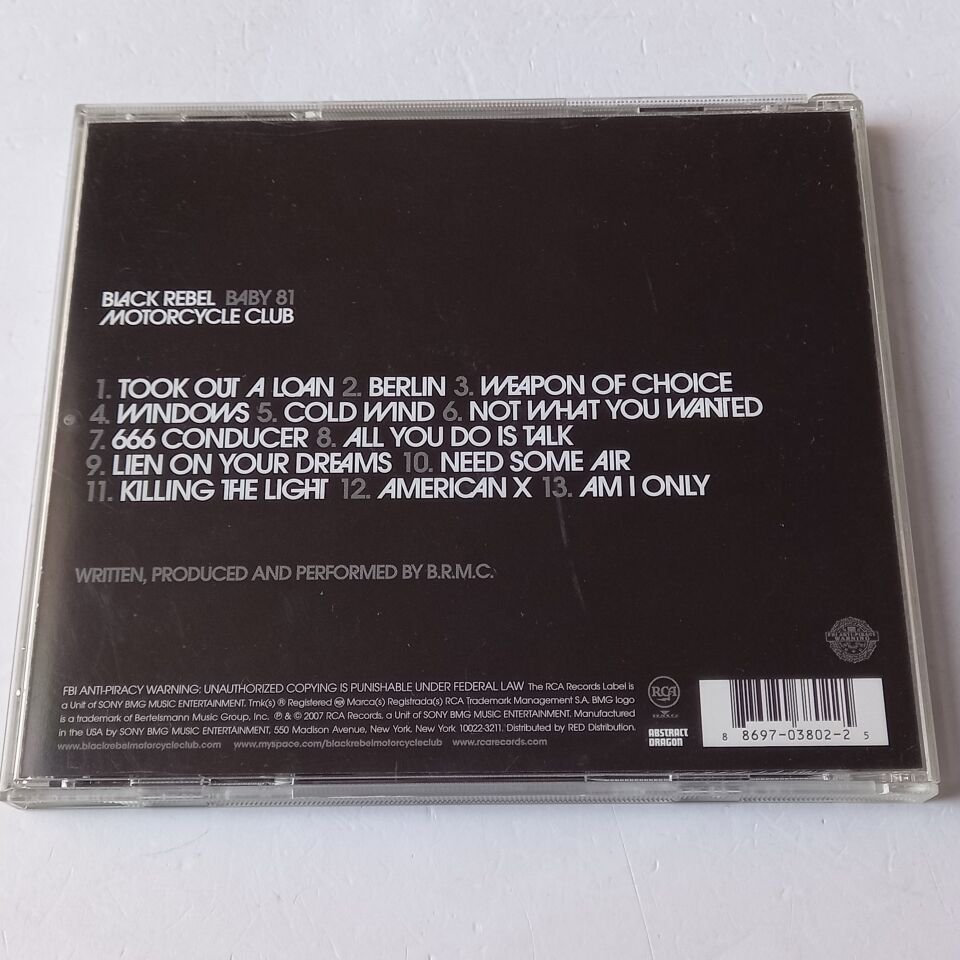 BLACK REBEL BABY 81
MOTORCYCLE CLUB
1. TOOK OUT A LOAN 2. BERLIN 3. WEAPON OF CHOICE
4. WINDOWS 5. COLD WIND 6. NOT WHAT YOU WANTED
7. 666 CONDUCER 8. ALL YOU DO IS TALK
9. LIEN ON YOUR DREAMS 10. NEED SOME AIR
11. KILLING THE LIGHT 12. AMERICAN X 13. AM I ONLY
WRITTEN, PRODUCED AND PERFORMED BY B.R.M.C.
FBI ANTI-PIRACY
WARNING
FBI ANTI-PIRACY WARNING: UNAUTHORIZED COPYING IS PUNISHABLE UNDER FEDERAL LAW The RCA Records Label is
a Unit of SONY BMG MUSIC ENTERTAINMENT. Tmk(s) ® Registered ® Marca(s) Registrada(s) RCA Trademark Management S.A. BMG logo
is a trademark of Bertelsmann Music Group, Inc. ℗ & © 2007 RCA Records, a Unit of SONY BMG MUSIC ENTERTAINMENT. Manufactured
in the USA by SONY BMG MUSIC ENTERTAINMENT, 550 Madison Avenue, New York, New York 10022-3211. Distributed by RED Distribution.
www.blackrebelmotorcycleclub.com www.myspace.com/blackrebelmotorcycleclub www.rcarecords.com
RCA
BMG
ABSTRACT
DRAGON
8 8697-03802-2 5